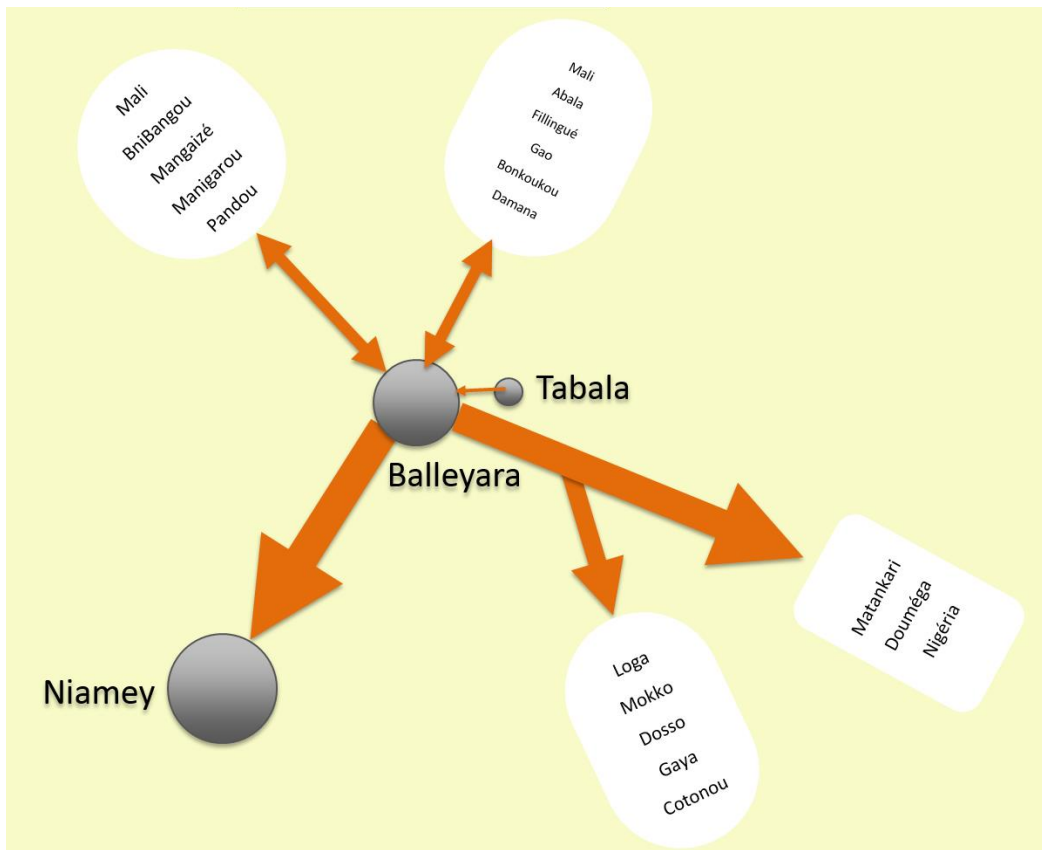 Mali
BniBangou
Mangaizé
Manigarou
Pandou
Mali
Abala
Fillingué
Gao
Bonkoukou
Damana
Tabala
Balleyara
Niamey
Loga
Mokko
Dosso
Gaya
Cotonou
Matankari
Douméga
Nigéria